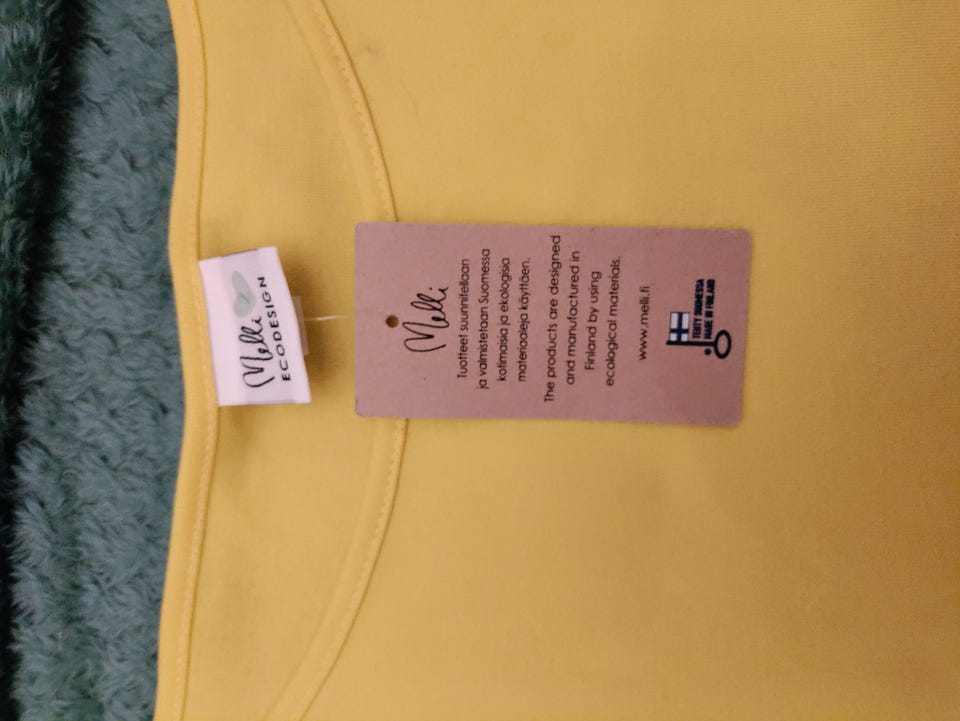 Melli
ECODESIGN
Melli
Tuotteet suunnitellaan
ja valmistetaan Suomessa
kotimaisia ja ekologisia
materiaaleja käyttäen.
The products are designed
and manufactured in
Finland by using
ecological materials.
www.melli.fi
TEHTY SUOMESSA
MADE IN FINLAND